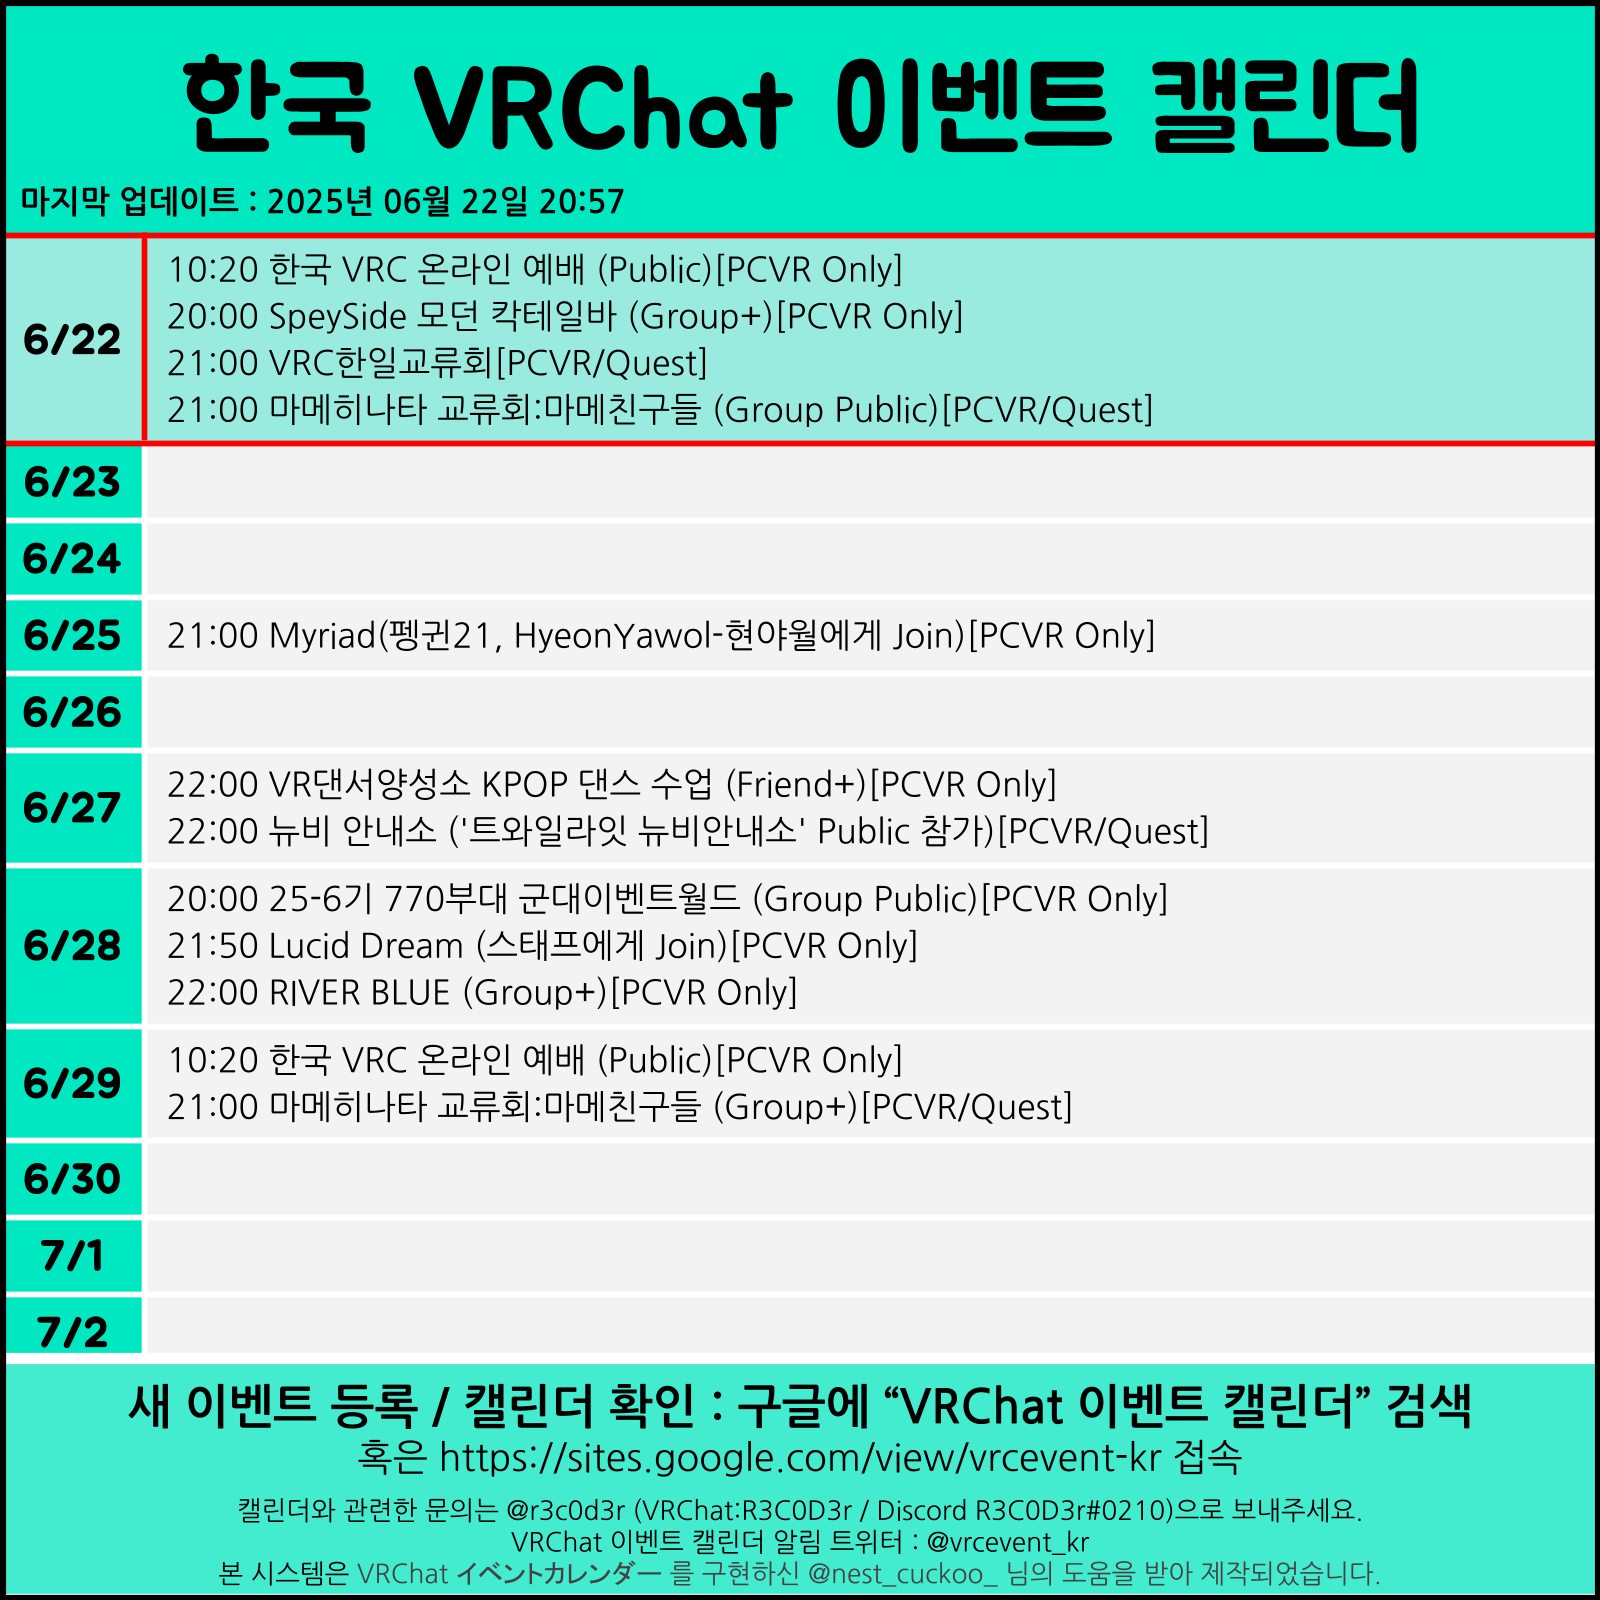 한국 VRChat 이벤트 캘린더
마지막 업데이트 : 2025년 06월 22일 20:57
6/22
10:20 한국 VRC 온라인 예배 (Public)[PCVR Only]
20:00 SpeySide 모던 칵테일바 (Group+)[PCVR Only]
21:00 VRC한일교류회[PCVR/Quest]
21:00 마메히나타 교류회:마메친구들 (Group Public)[PCVR/Quest]
6/23
6/24
6/25
21:00 Myriad(펭귄21, HyeonYawol-현야월에게 Join)[PCVR Only]
6/26
6/27
22:00 VR댄서양성소 KPOP 댄스 수업 (Friend+)[PCVR Only]
22:00 뉴비 안내소 ('트와일라잇 뉴비안내소' Public 참가)[PCVR/Quest]
6/28
20:00 25-6기 770부대 군대이벤트월드 (Group Public)[PCVR Only]
21:50 Lucid Dream (스태프에게 Join)[PCVR Only]
22:00 RIVER BLUE (Group+)[PCVR Only]
6/29
10:20 한국 VRC 온라인 예배 (Public)[PCVR Only]
21:00 마메히나타 교류회:마메친구들 (Group+)[PCVR/Quest]
6/30
7/1
7/2
새 이벤트 등록 / 캘린더 확인 : 구글에 “VRChat 이벤트 캘린더” 검색
혹은 https://sites.google.com/view/vrcevent-kr 접속
캘린더와 관련한 문의는 @r3c0d3r (VRChat:R3C0D3r / Discord R3C0D3r#0210)으로 보내주세요.
VRChat 이벤트 캘린더 알림 트위터 : @vrcevent_kr
본 시스템은 VRChat イベントカレンダー 를 구현하신 @nest_cuckoo_ 님의 도움을 받아 제작되었습니다.